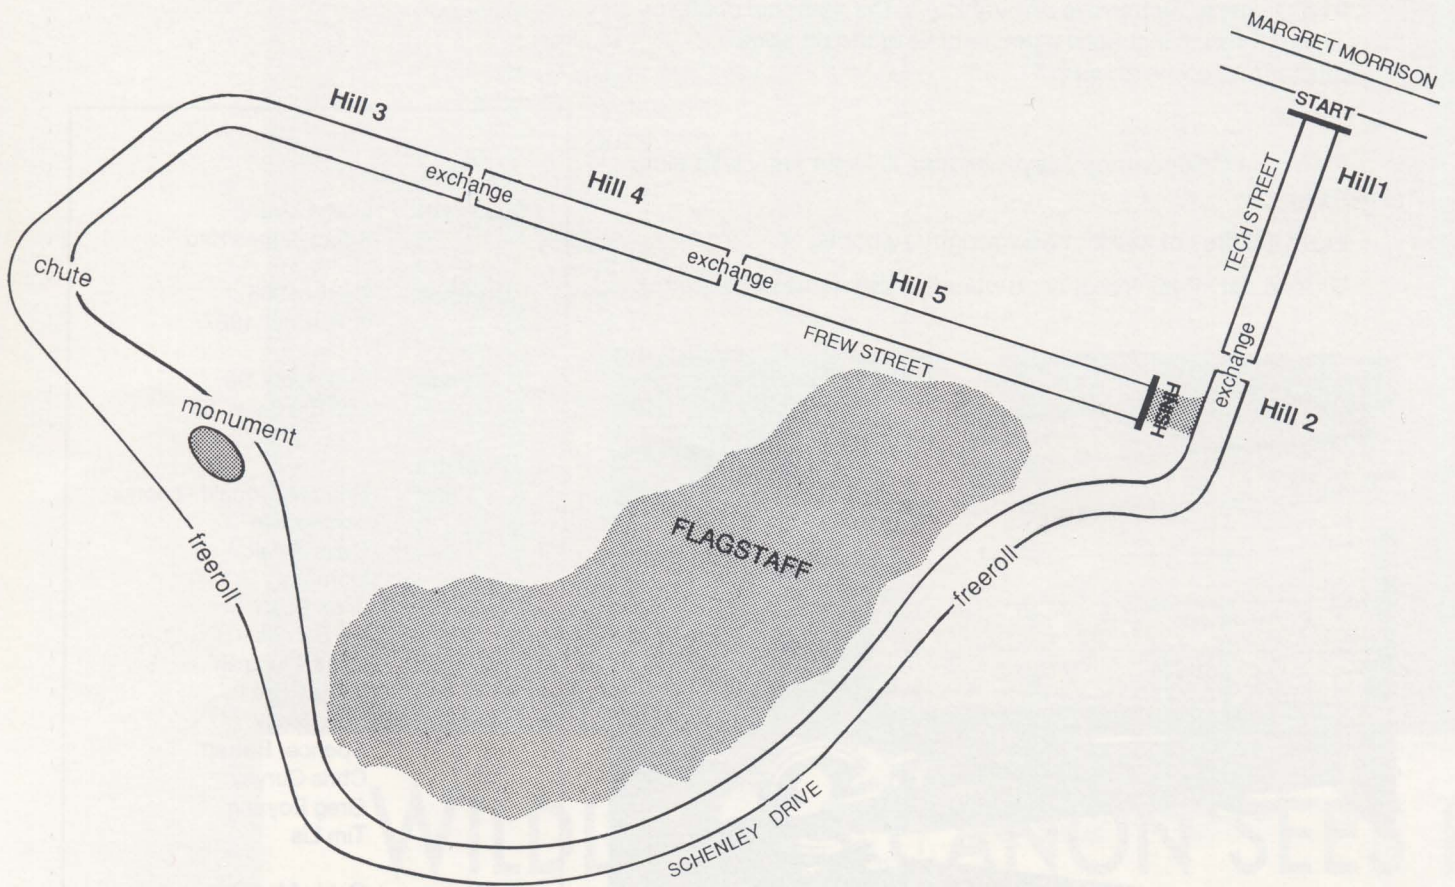 MARGRET MORRISON
START
Hill1
TECH STREET
exchange
Hill 2
Hill 3
exchange
Hill 4
exchange
Hill 5
FREW STREET
FINISH
chute
monument
freeroll
FLAGSTAFF
freeroll
SCHENLEY DRIVE